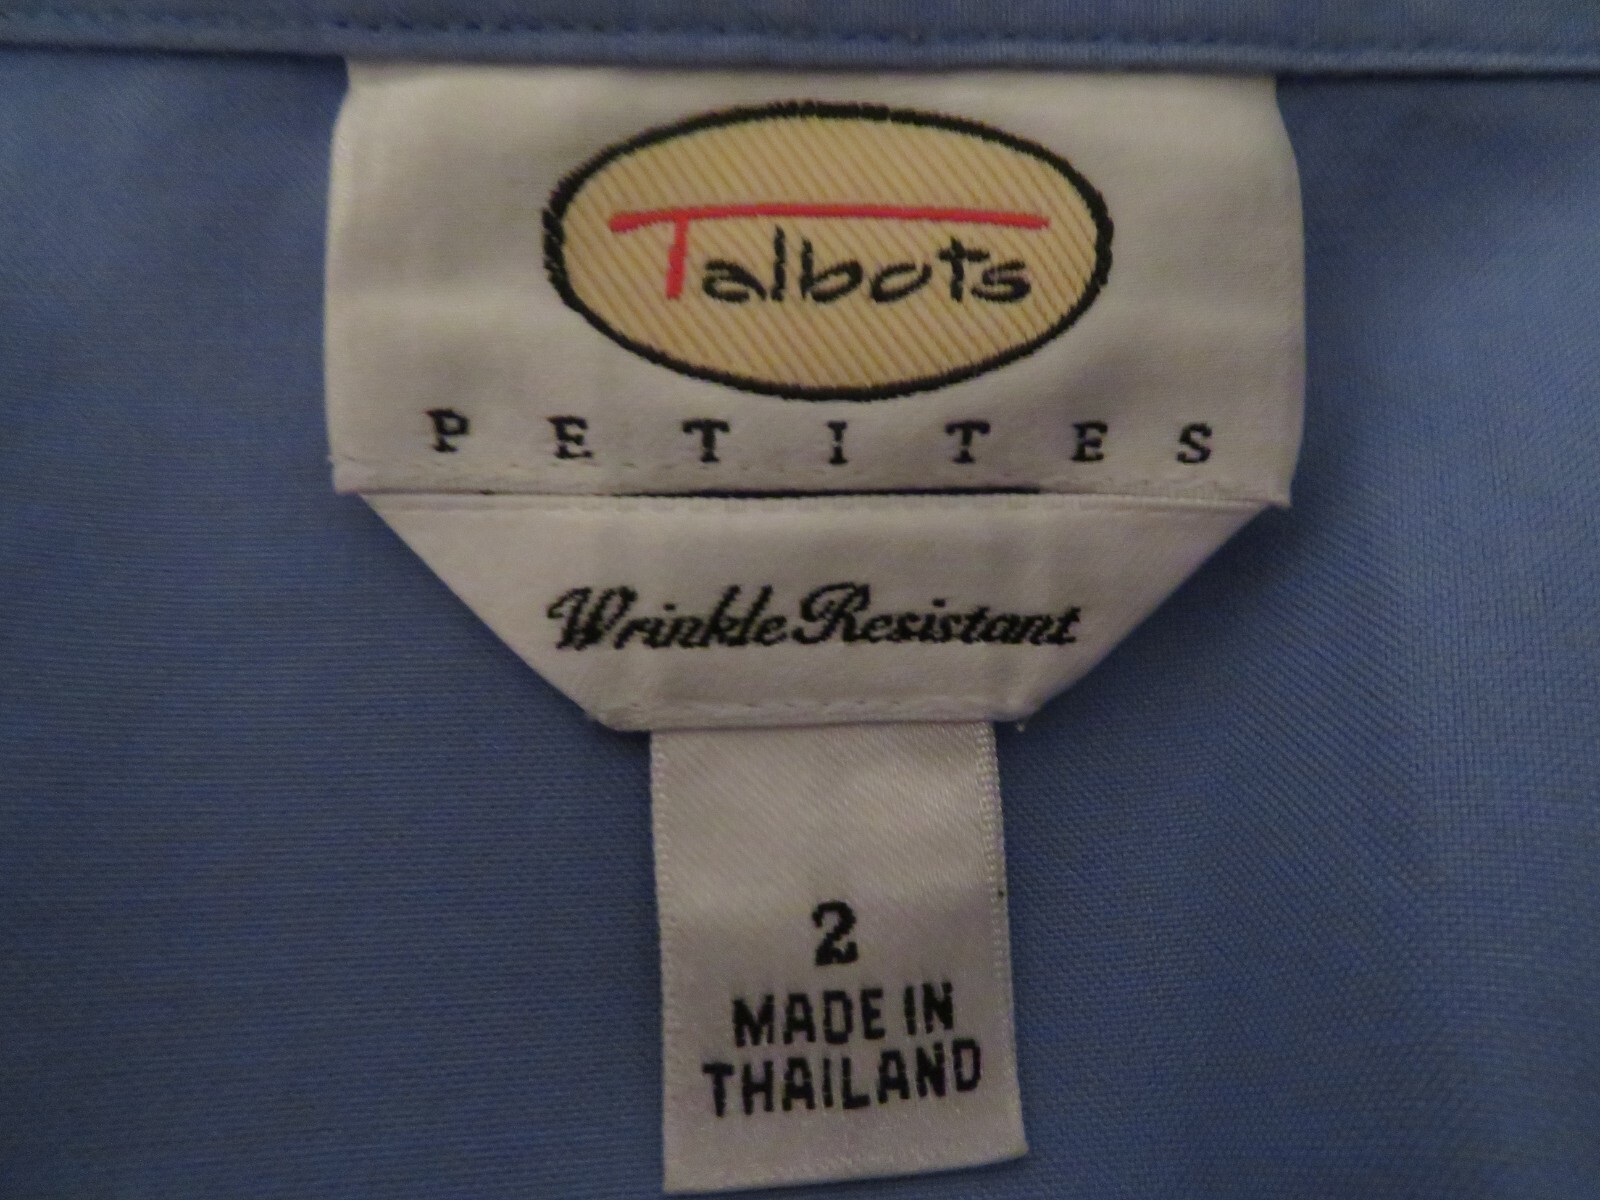 Talbots
PETITES
Wrinkle Resistant
2
MADE IN
THAILAND